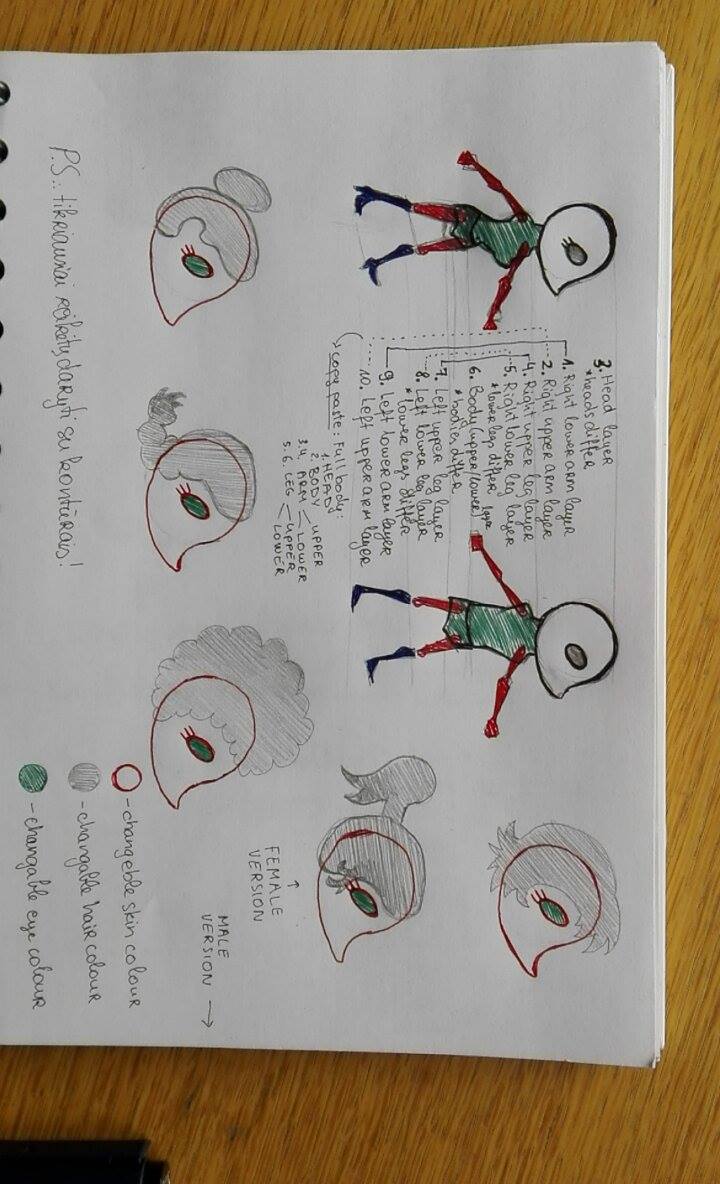 3. Head layer
*heads differ
1. Right lower arm layer
2. Right upper arm layer
4. Right upper leg layer
5. Right lower leg layer
*lower legs differ
6. Body (upper/lower) layer
*bodies differ
7. Left upper leg layer
8. Left lower leg layer
*lower legs differ
9. Left lower arm layer
10. Left upper arm layer
copy paste: Full body:
1. HEAD
2. BODY
UPPER
3.4. ARM
LOWER
5.6. LEG
UPPER
LOWER
FEMALE
VERSION
MALE
VERSION
-changeble skin colour
-changable hair colour
-changable eye colour
P.S.: tikriausiai reikėtų daryti su kontūrais!